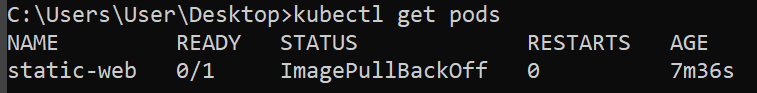 C:\Users\User\Desktop>kubectl get pods
NAME READY STATUS RESTARTS AGE
static-web 0/1 ImagePullBackOff 0 7m36s